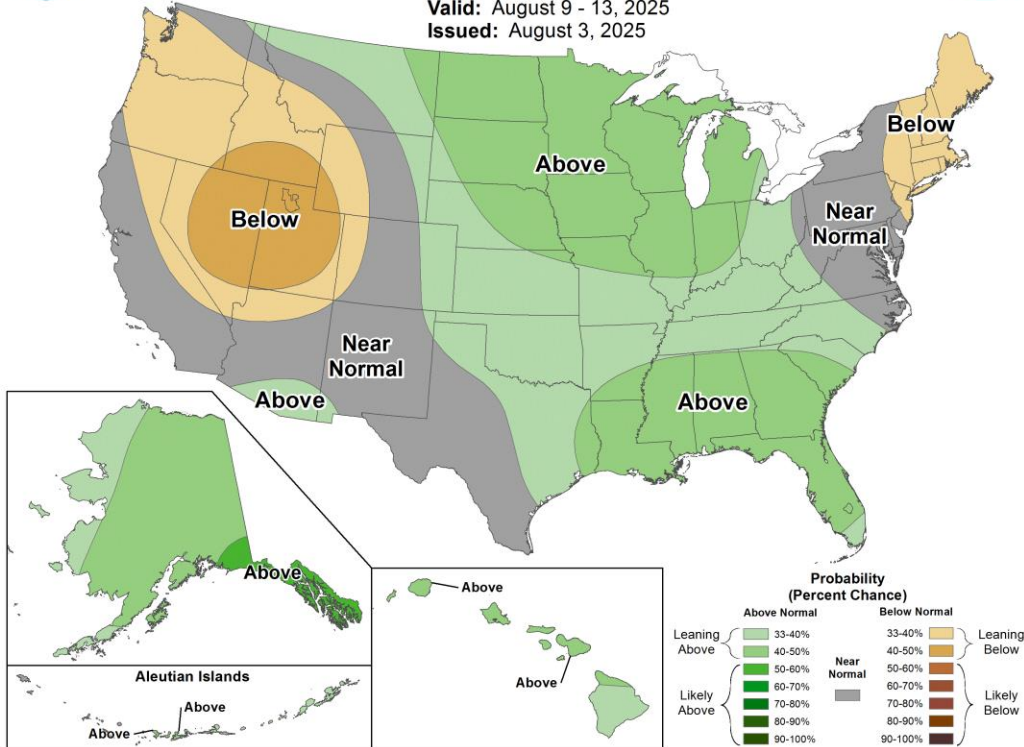 Valid: August 9 - 13, 2025
Issued: August 3, 2025
Below
Above
Below
Near
Normal
Near
Normal
Above
Above
Above
Aleutian Islands
Above
Above
Above
Above
Probability
(Percent Chance)
Above Normal
Below Normal
Leaning
Above
33-40%
40-50%
Likely
Above
50-60%
60-70%
70-80%
80-90%
90-100%
Near
Normal
33-40%
40-50%
Leaning
Below
50-60%
60-70%
70-80%
80-90%
90-100%
Likely
Below